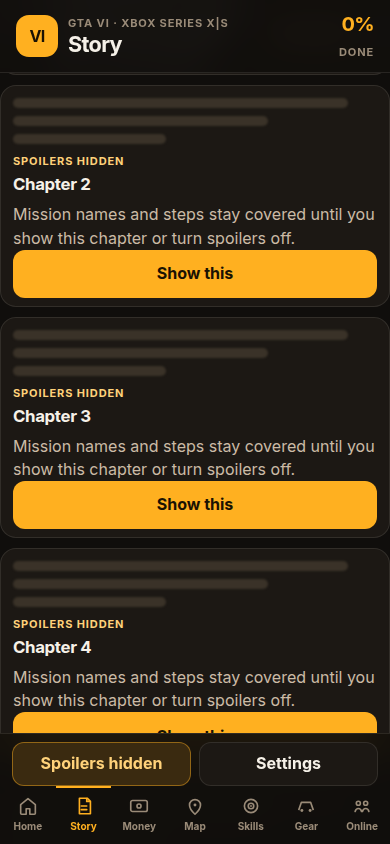 VI
GTA VI · XBOX SERIES X|S
Story
0%
DONE
SPOILERS HIDDEN
Chapter 2
Mission names and steps stay covered until you
show this chapter or turn spoilers off.
Show this
SPOILERS HIDDEN
Chapter 3
Mission names and steps stay covered until you
show this chapter or turn spoilers off.
Show this
SPOILERS HIDDEN
Chapter 4
Mission names and steps stay covered until you
show this chapter or turn spoilers off.
Spoilers hidden
Settings
Home
Story
Money
Map
Skills
Gear
Online